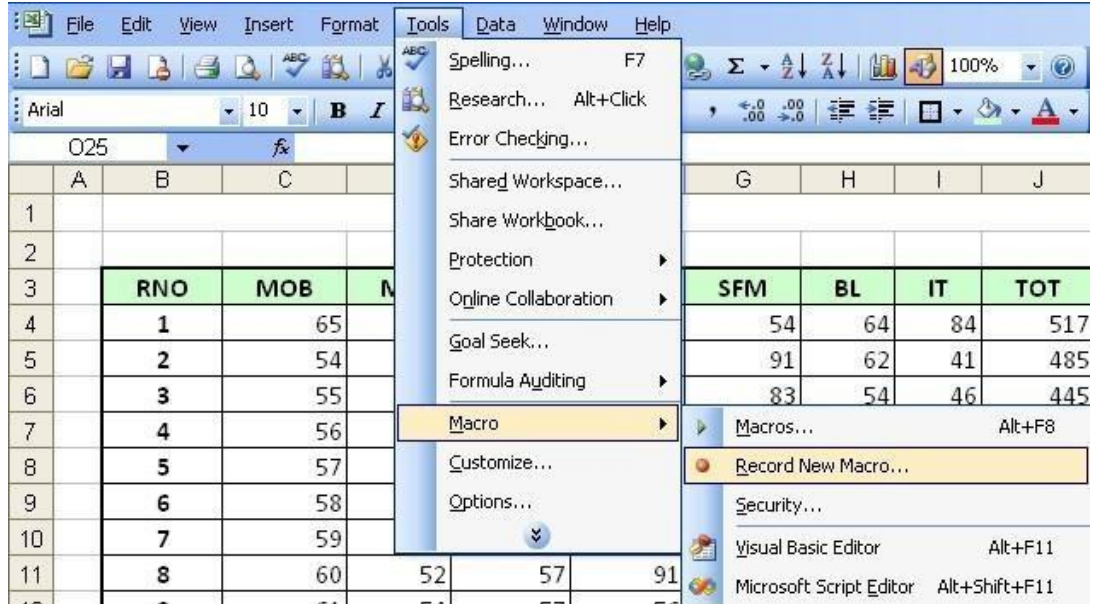 File Edit View Insert Format Tools Data Window Help
ABC 100%
Arial 10 B I , .00 .00 A
O25 fx
Spelling... F7
Research... Alt+Click
Error Checking...
Shared Workspace...
Share Workbook...
Protection
Online Collaboration
Goal Seek...
Formula Auditing
Macro
Customize...
Options...
Macros... Alt+F8
Record New Macro...
Security...
Visual Basic Editor Alt+F11
Microsoft Script Editor Alt+Shift+F11
A B C G H I J
1
2
3 RNO MOB SFM BL IT TOT
4 1 65 54 64 84 517
5 2 54 91 62 41 485
6 3 55 83 54 46 445
7 4 56
8 5 57
9 6 58
10 7 59
11 8 60 52 57 91